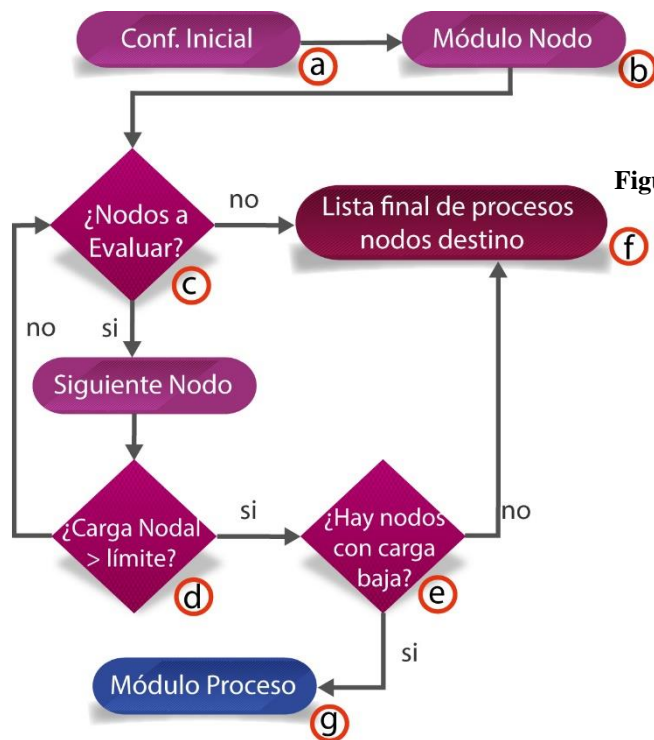 Conf. Inicial
a
Módulo Nodo
b
¿Nodos a
Evaluar?
c
no
Lista final de procesos
nodos destino
f
Figu
no
si
Siguiente Nodo
¿Carga Nodal
> límite?
d
si
¿Hay nodos
con carga
baja?
e
no
si
Módulo Proceso
g